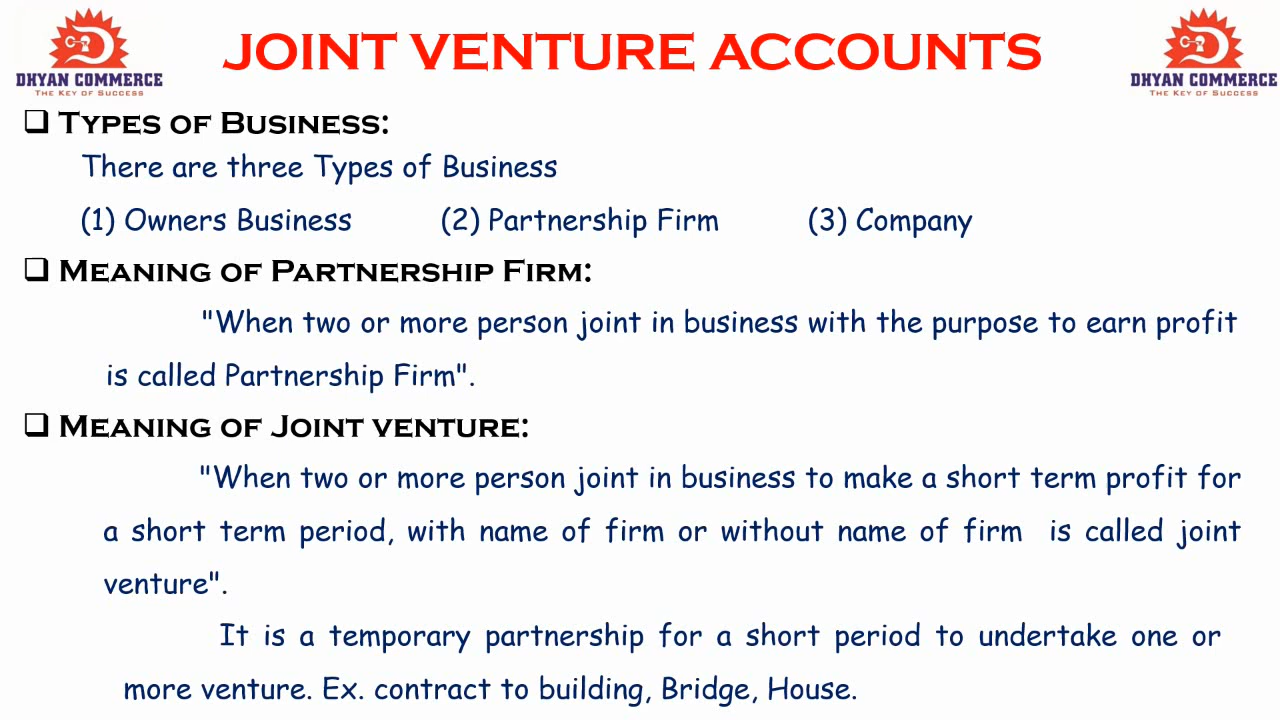 JOINT VENTURE ACCOUNTS
DHYAN COMMERCE
THE KEY OF SUCCESS
DHYAN COMMERCE
THE KEY OF SUCCESS
❑ TYPES OF BUSINESS:
There are three Types of Business
(1) Owners Business (2) Partnership Firm (3) Company
❑ MEANING OF PARTNERSHIP FIRM:
"When two or more person joint in business with the purpose to earn profit
is called Partnership Firm".
❑ MEANING OF JOINT VENTURE:
"When two or more person joint in business to make a short term profit for
a short term period, with name of firm or without name of firm is called joint
venture".
It is a temporary partnership for a short period to undertake one or
more venture. Ex. contract to building, Bridge, House.